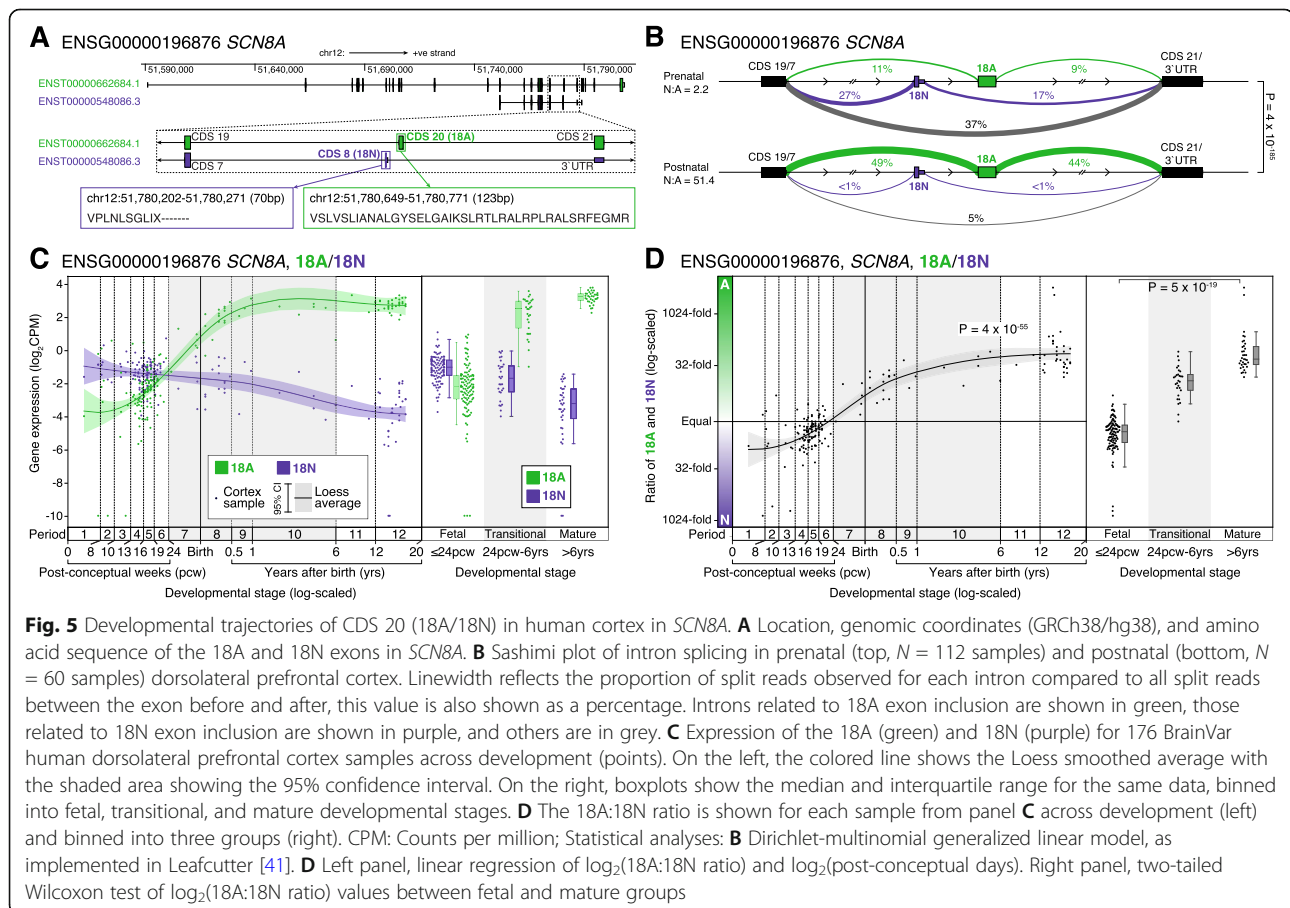 A ENSG00000196876 SCN8A
chr12: +ve strand
51,590,000 51,640,000 51,690,000 51,740,000 51,790,000
ENST00000662684.1
ENST00000548086.3
CDS 19 CDS 20 (18A) CDS 21
ENST00000662684.1
ENST00000548086.3
CDS 7 CDS 8 (18N) 3`UTR
chr12:51,780,202-51,780,271 (70bp)
VPLNLSGLIX-------
chr12:51,780,649-51,780,771 (123bp)
VSLVSLIANALGYSELGAIKSLRTLRALRPLRALSRFEGMR
B ENSG00000196876 SCN8A
Prenatal
N:A = 2.2
CDS 19/7 11% 18A 9% CDS 21/
3`UTR
27% 18N 17%
37%
P = 4 x 10-185
Postnatal
N:A = 51.4
CDS 19/7 49% 18A 44% CDS 21/
3`UTR
<1% 18N <1%
5%
C ENSG00000196876 SCN8A, 18A/18N
Gene expression (log2CPM)
4
2
0
-2
-4
-6
-8
-10
18A 18N
Cortex
sample
95% CI
Loess
average
18A
18N
Period 1 2 3 4 5 6 7 8 9 10 11 12
0 8 10 13 16 19 24 Birth 0.5 1 6 12 20
Post-conceptual weeks (pcw) Years after birth (yrs)
Developmental stage (log-scaled)
Fetal Transitional Mature
≤24pcw 24pcw-6yrs >6yrs
Developmental stage
D ENSG00000196876, SCN8A, 18A/18N
Ratio of 18A and 18N (log-scaled)
A
1024-fold
32-fold
Equal
32-fold
1024-fold
N
P = 4 x 10-55
P = 5 x 10-19
Period 1 2 3 4 5 6 7 8 9 10 11 12
0 8 10 13 16 19 24 Birth 0.5 1 6 12 20
Post-conceptual weeks (pcw) Years after birth (yrs)
Developmental stage (log-scaled)
Fetal Transitional Mature
≤24pcw 24pcw-6yrs >6yrs
Developmental stage
Fig. 5 Developmental trajectories of CDS 20 (18A/18N) in human cortex in SCN8A. A Location, genomic coordinates (GRCh38/hg38), and amino
acid sequence of the 18A and 18N exons in SCN8A. B Sashimi plot of intron splicing in prenatal (top, N = 112 samples) and postnatal (bottom, N
= 60 samples) dorsolateral prefrontal cortex. Linewidth reflects the proportion of split reads observed for each intron compared to all split reads
between the exon before and after, this value is also shown as a percentage. Introns related to 18A exon inclusion are shown in green, those
related to 18N exon inclusion are shown in purple, and others are in grey. C Expression of the 18A (green) and 18N (purple) for 176 BrainVar
human dorsolateral prefrontal cortex samples across development (points). On the left, the colored line shows the Loess smoothed average with
the shaded area showing the 95% confidence interval. On the right, boxplots show the median and interquartile range for the same data, binned
into fetal, transitional, and mature developmental stages. D The 18A:18N ratio is shown for each sample from panel C across development (left)
and binned into three groups (right). CPM: Counts per million; Statistical analyses: B Dirichlet-multinomial generalized linear model, as
implemented in Leafcutter [41]. D Left panel, linear regression of log2(18A:18N ratio) and log2(post-conceptual days). Right panel, two-tailed
Wilcoxon test of log2(18A:18N ratio) values between fetal and mature groups